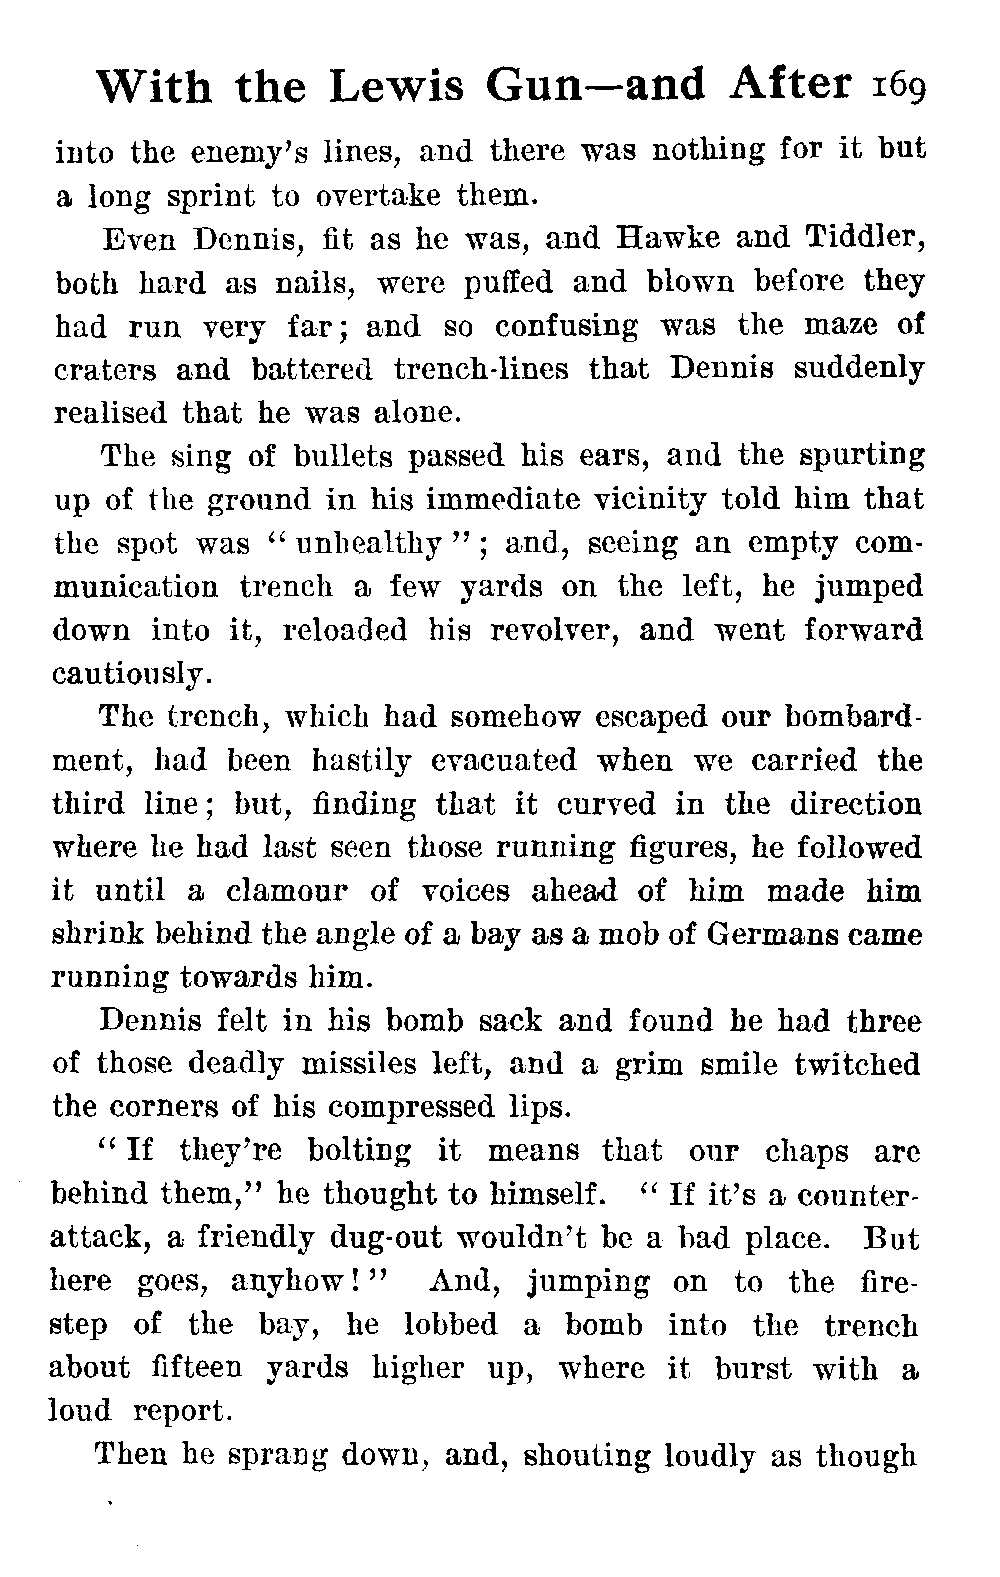 With the Lewis Gun—and After 169
into the enemy's lines, and there was nothing for it but
a long sprint to overtake them.
Even Dennis, fit as he was, and Hawke and Tiddler,
both hard as nails, were puffed and blown before they
had run very far; and so confusing was the maze of
craters and battered trench-lines that Dennis suddenly
realised that he was alone.
The sing of bullets passed his ears, and the spurting
up of the ground in his immediate vicinity told him that
the spot was “ unhealthy ” ; and, seeing an empty com-
munication trench a few yards on the left, he jumped
down into it, reloaded his revolver, and went forward
cautiously.
The trench, which had somehow escaped our bombard-
ment, had been hastily evacuated when we carried the
third line; but, finding that it curved in the direction
where he had last seen those running figures, he followed
it until a clamour of voices ahead of him made him
shrink behind the angle of a bay as a mob of Germans came
running towards him.
Dennis felt in his bomb sack and found he had three
of those deadly missiles left, and a grim smile twitched
the corners of his compressed lips.
“ If they're bolting it means that our chaps are
behind them,” he thought to himself. “ If it's a counter-
attack, a friendly dug-out wouldn't be a bad place. But
here goes, anyhow! ” And, jumping on to the fire-
step of the bay, he lobbed a bomb into the trench
about fifteen yards higher up, where it burst with a
loud report.
Then he sprang down, and, shouting loudly as though